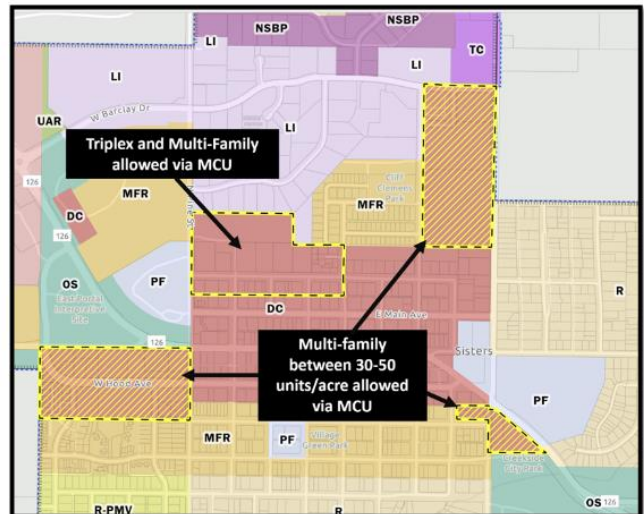 NSBP
NSBP
LI
LI
TC
LI
UAR
W Barclay Dr
LI
Triplex and Multi-Family
allowed via MCU
126
MFR
Cliff
Clemens
Park
MFR
DC
126
PF
R
OS
East Portal
Interpretive
Site
DC
E Main Ave
126
Multi-family
between 30-50
units/acre allowed
via MCU
Sisters
W Hood Ave
PF
MFR
PF
Village
Green Park
Creekside
City Park
R-PMV
R
OS
126